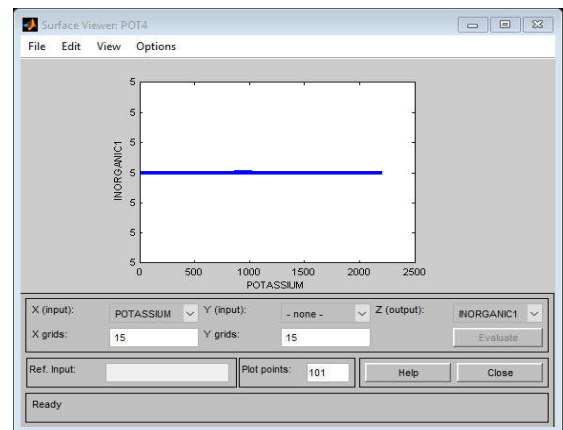 Surface Viewer: POT4
File Edit View Options
5
5
5
5
5
5
5
INORGANIC1
0 500 1000 1500 2000 2500
POTASSIUM
X (input): POTASSIUM Y (input): - none - Z (output): INORGANIC1
X grids: 15 Y grids: 15 Evaluate
Ref. Input: Plot points: 101 Help Close
Ready